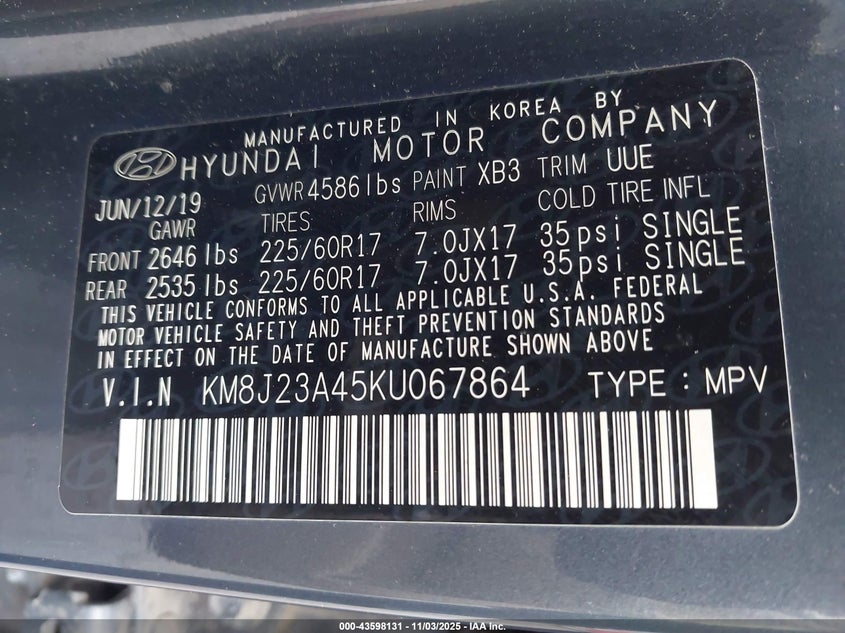 MANUFACTURED IN KOREA BY
HYUNDAI MOTOR COMPANY
JUN/12/19 GVWR 4586 lbs PAINT XB3 TRIM UUE
GAWR TIRES RIMS COLD TIRE INFL
FRONT 2646 lbs 225/60R17 7.0JX17 35psi SINGLE
REAR 2535 lbs 225/60R17 7.0JX17 35psi SINGLE
THIS VEHICLE CONFORMS TO ALL APPLICABLE U.S.A. FEDERAL
MOTOR VEHICLE SAFETY AND THEFT PREVENTION STANDARDS
IN EFFECT ON THE DATE OF MANUFACTURE SHOWN ABOVE
V.I.N KM8J23A45KU067864 TYPE : MPV
000-43598131 - 11/03/2025 - IAA Inc.